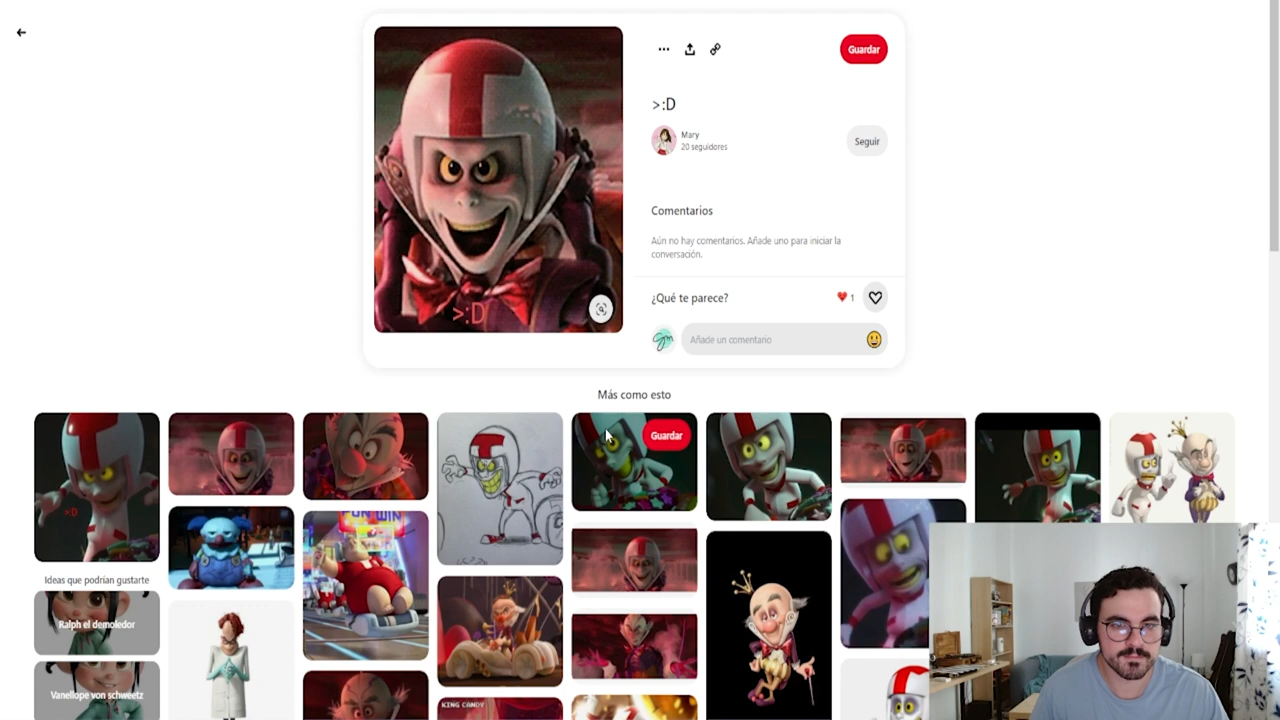 Guardar
>:D
Mary
20 seguidores
Seguir
Comentarios
Aún no hay comentarios. Añade uno para iniciar la
conversación.
¿Qué te parece?
1
Añade un comentario
>:D
Más como esto
Guardar
>:D
FUN WIN
Ideas que podrían gustarte
Ralph el demoledor
Vanellope von schweetz
KING CANDY